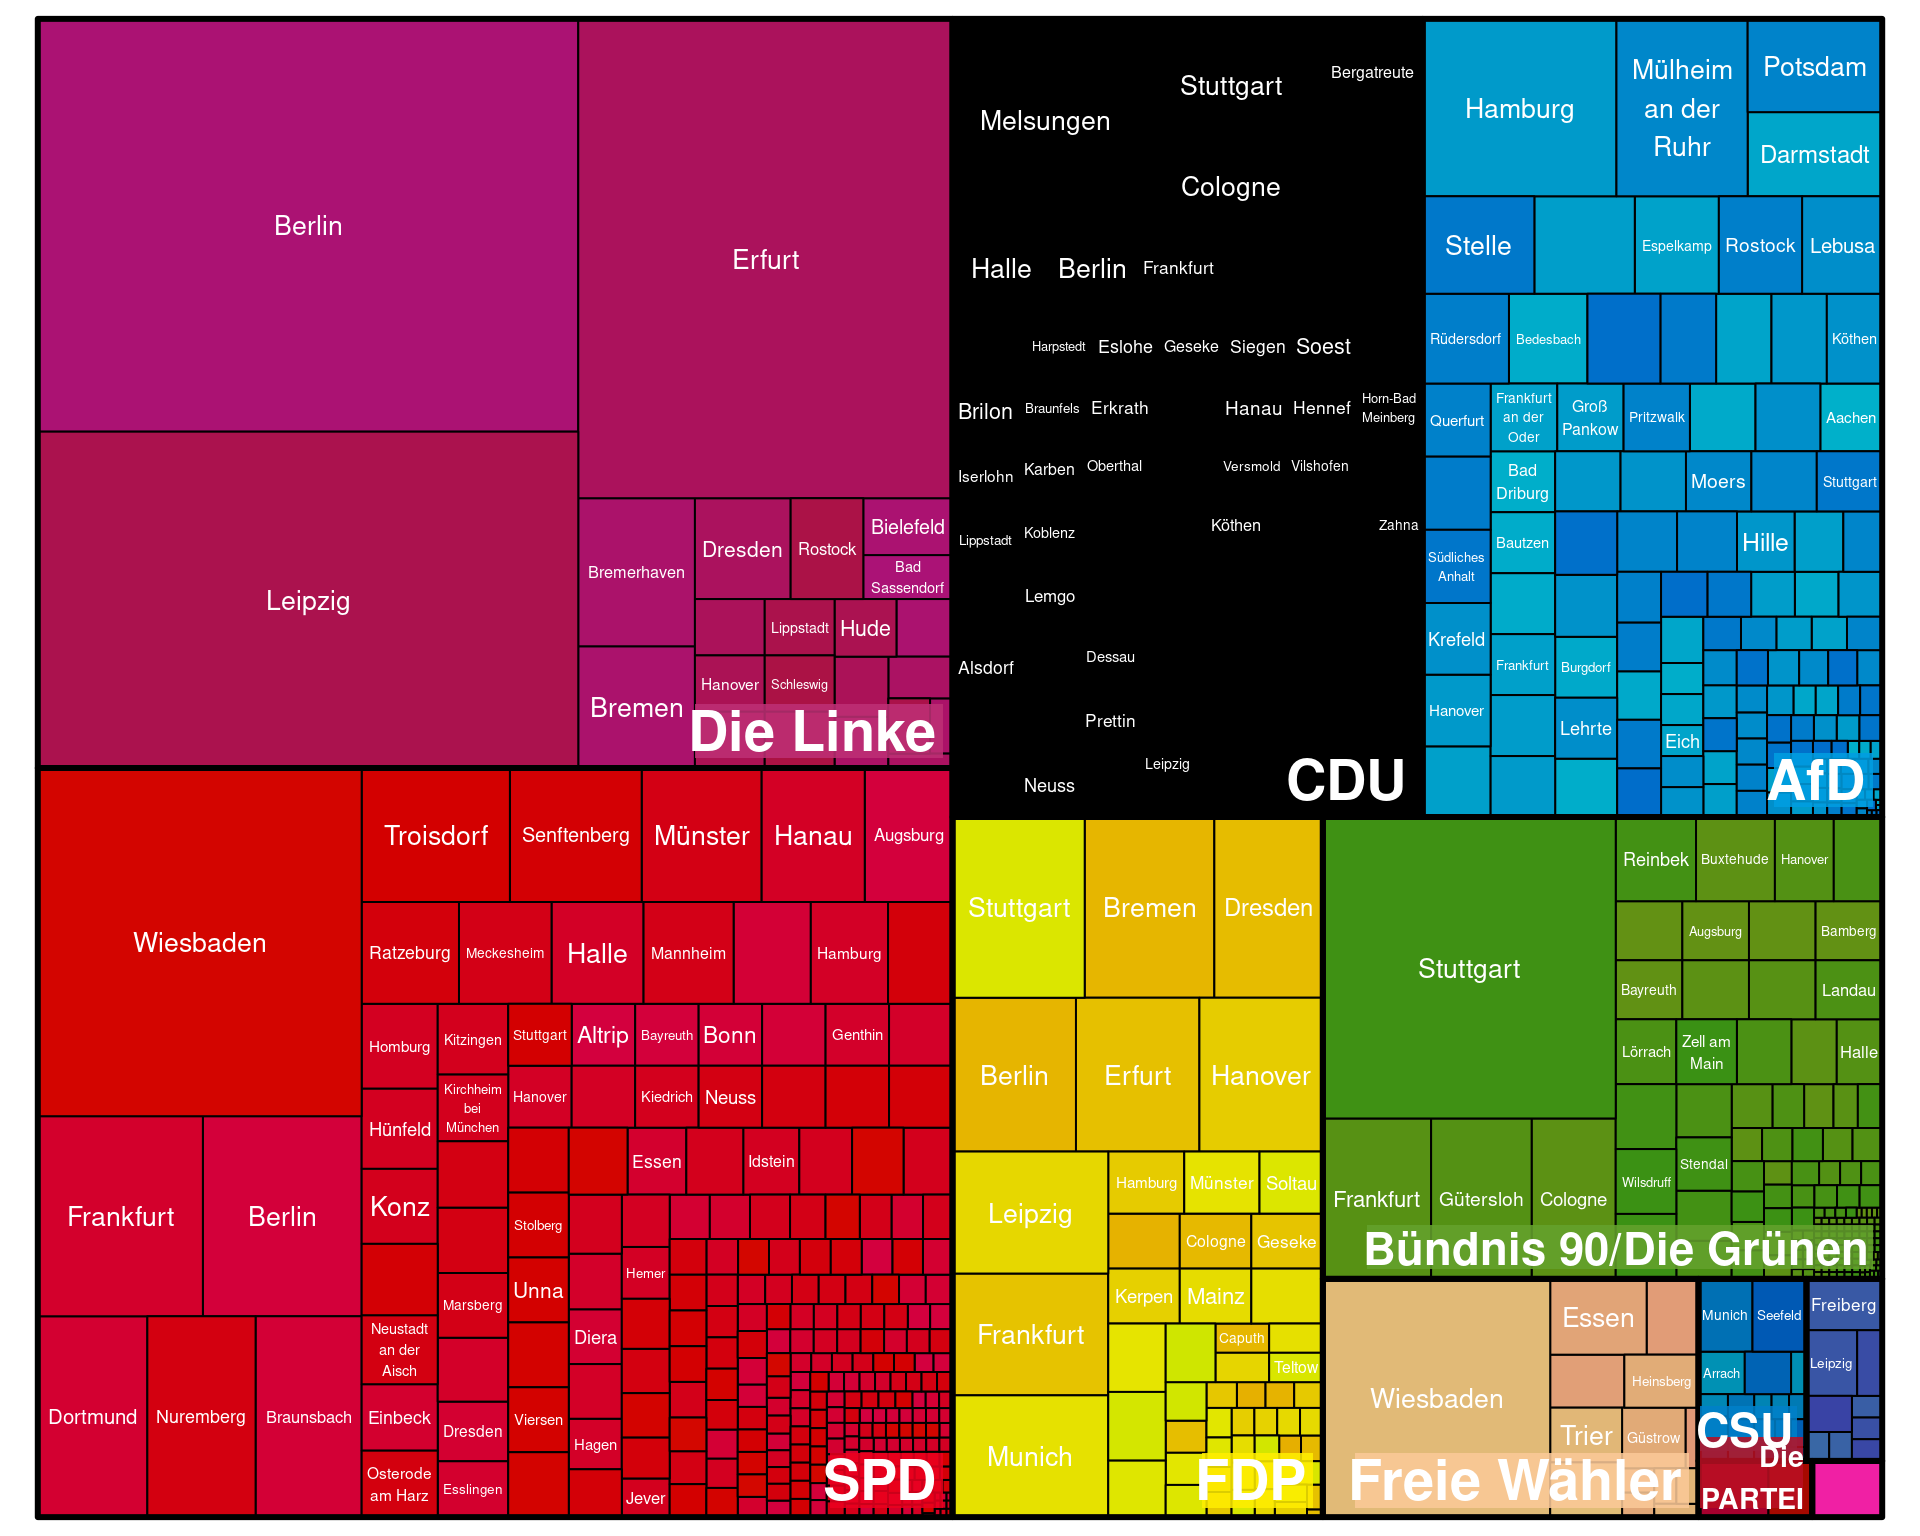 Berlin
Erfurt
Leipzig
Bremerhaven
Dresden
Rostock
Bielefeld
Bad
Sassendorf
Lippstadt
Hude
Hanover
Schleswig
Bremen
Die Linke
Melsungen
Stuttgart
Bergatreute
Cologne
Halle
Berlin
Frankfurt
Harpstedt
Eslohe
Geseke
Siegen
Soest
Brilon
Braunfels
Erkrath
Hanau
Hennef
Horn-Bad
Meinberg
Iserlohn
Karben
Oberthal
Versmold
Vilshofen
Lippstadt
Koblenz
Köthen
Zahna
Lemgo
Alsdorf
Dessau
Prettin
Neuss
Leipzig
CDU
Hamburg
Mülheim
an der
Ruhr
Potsdam
Darmstadt
Stelle
Espelkamp
Rostock
Lebusa
Rüdersdorf
Bedesbach
Köthen
Querfurt
Frankfurt
an der
Oder
Groß
Pankow
Pritzwalk
Aachen
Bad
Driburg
Moers
Stuttgart
Südliches
Anhalt
Bautzen
Hille
Krefeld
Frankfurt
Burgdorf
Hanover
Lehrte
Eich
AfD
Wiesbaden
Troisdorf
Senftenberg
Münster
Hanau
Augsburg
Ratzeburg
Meckesheim
Halle
Mannheim
Hamburg
Homburg
Kitzingen
Stuttgart
Altrip
Bayreuth
Bonn
Genthin
Hünfeld
Kirchheim
bei
München
Hanover
Kiedrich
Neuss
Essen
Idstein
Frankfurt
Berlin
Konz
Stolberg
Hemer
Marsberg
Unna
Diera
Neustadt
an der
Aisch
Dortmund
Nuremberg
Braunsbach
Einbeck
Dresden
Viersen
Hagen
Osterode
am Harz
Esslingen
Jever
SPD
Stuttgart
Bremen
Dresden
Berlin
Erfurt
Hanover
Leipzig
Hamburg
Münster
Soltau
Cologne
Geseke
Frankfurt
Kerpen
Mainz
Caputh
Teltow
Munich
FDP
Stuttgart
Reinbek
Buxtehude
Hanover
Augsburg
Bamberg
Bayreuth
Landau
Lörrach
Zell am
Main
Halle
Frankfurt
Gütersloh
Cologne
Wilsdruff
Stendal
Bündnis 90/Die Grünen
Wiesbaden
Essen
Heinsberg
Trier
Güstrow
Freie Wähler
Munich
Seefeld
Arrach
CSU
Freiberg
Leipzig
Die
PARTEI